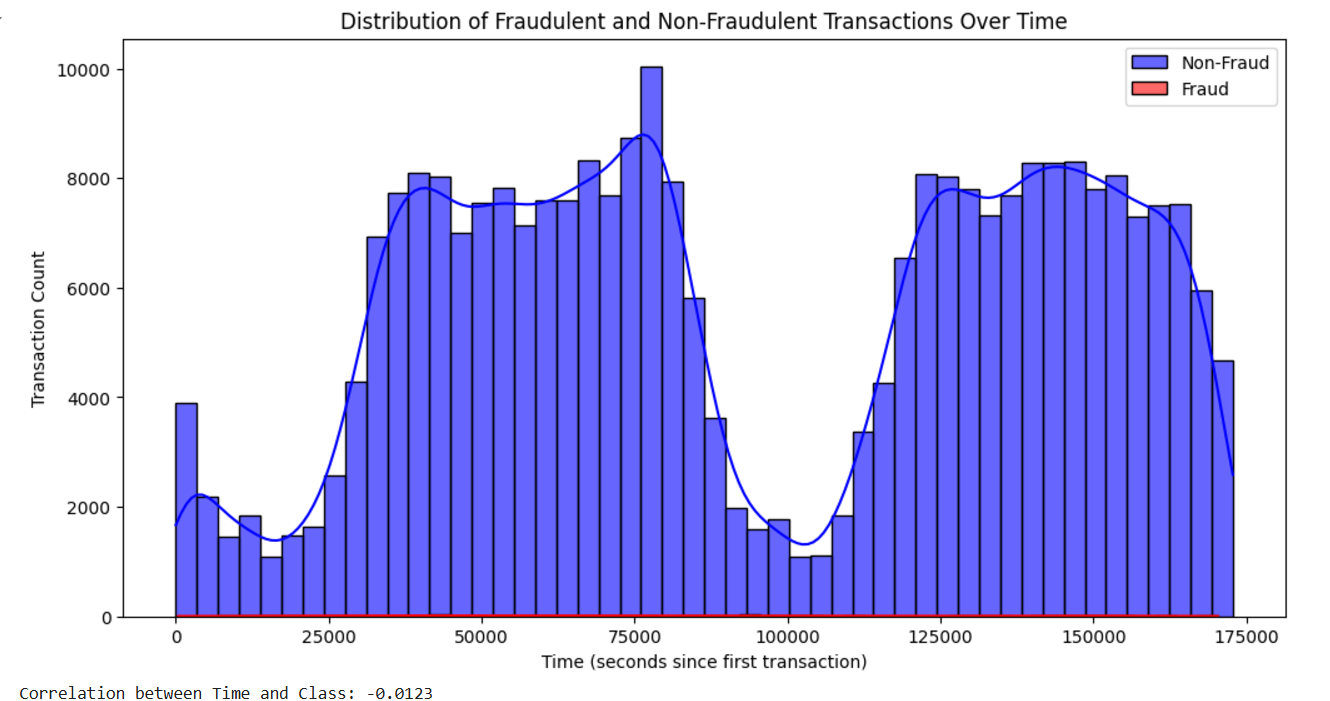 Distribution of Fraudulent and Non-Fraudulent Transactions Over Time
Non-Fraud
Fraud
Transaction Count
10000
8000
6000
4000
2000
0
0 25000 50000 75000 100000 125000 150000 175000
Time (seconds since first transaction)
Correlation between Time and Class: -0.0123